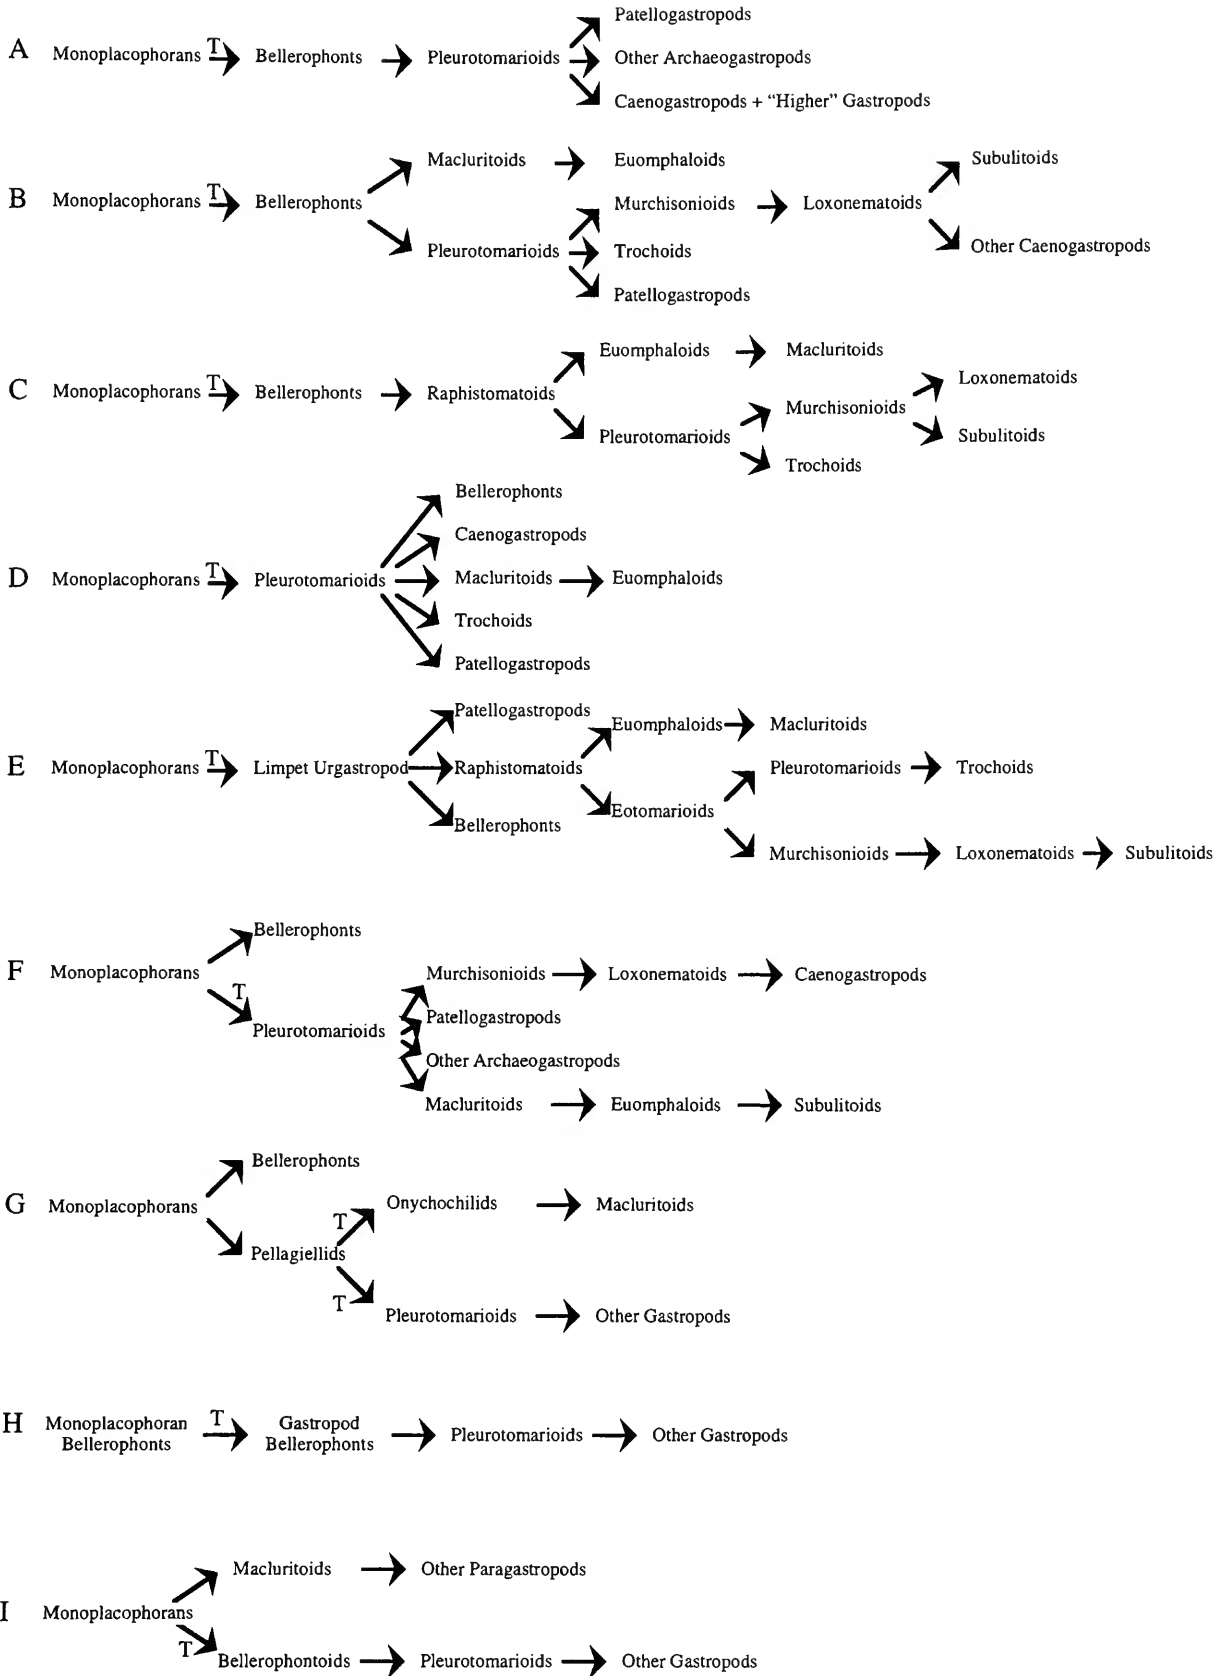 A
Monoplacophorans T Bellerophonts Pleurotomarioids
Patellogastropods
Other Archaeogastropods
Caenogastropods + “Higher” Gastropods
B
Monoplacophorans T Bellerophonts
Macluritoids Euomphaloids
Pleurotomarioids
Murchisonioids Loxonematoids
Subulitoids
Other Caenogastropods
Trochoids
Patellogastropods
C
Monoplacophorans T Bellerophonts Raphistomatoids
Euomphaloids Macluritoids
Pleurotomarioids
Murchisonioids
Loxonematoids
Subulitoids
Trochoids
D
Monoplacophorans T Pleurotomarioids
Bellerophonts
Caenogastropods
Macluritoids Euomphaloids
Trochoids
Patellogastropods
E
Monoplacophorans T Limpet Urgastropod
Patellogastropods
Raphistomatoids
Bellerophonts
Euomphaloids Macluritoids
Eotomarioids
Pleurotomarioids Trochoids
Murchisonioids Loxonematoids Subulitoids
F
Monoplacophorans
Bellerophonts
T
Pleurotomarioids
Murchisonioids Loxonematoids Caenogastropods
Patellogastropods
Other Archaeogastropods
Macluritoids Euomphaloids Subulitoids
G
Monoplacophorans
Bellerophonts
Pellagiellids
T
Onychochilids Macluritoids
T
Pleurotomarioids Other Gastropods
H
Monoplacophoran
Bellerophonts
T
Gastropod
Bellerophonts
Pleurotomarioids Other Gastropods
I
Monoplacophorans
Macluritoids Other Paragastropods
T
Bellerophontoids Pleurotomarioids Other Gastropods